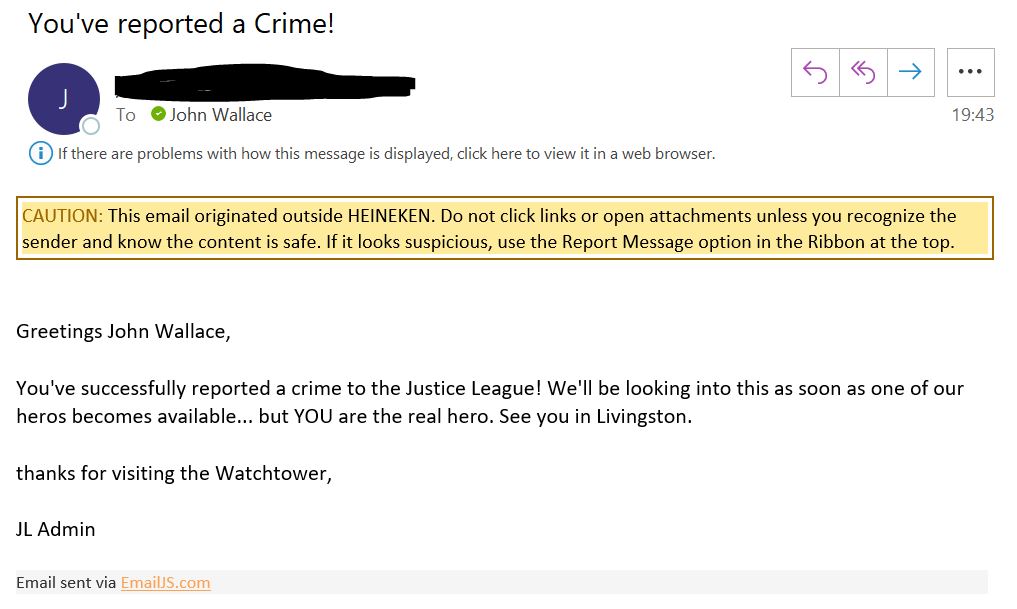 You've reported a Crime!
J
To John Wallace
19:43
If there are problems with how this message is displayed, click here to view it in a web browser.
CAUTION: This email originated outside HEINEKEN. Do not click links or open attachments unless you recognize the
sender and know the content is safe. If it looks suspicious, use the Report Message option in the Ribbon at the top.
Greetings John Wallace,
You've successfully reported a crime to the Justice League! We'll be looking into this as soon as one of our
heros becomes available... but YOU are the real hero. See you in Livingston.
thanks for visiting the Watchtower,
JL Admin
Email sent via EmailJS.com